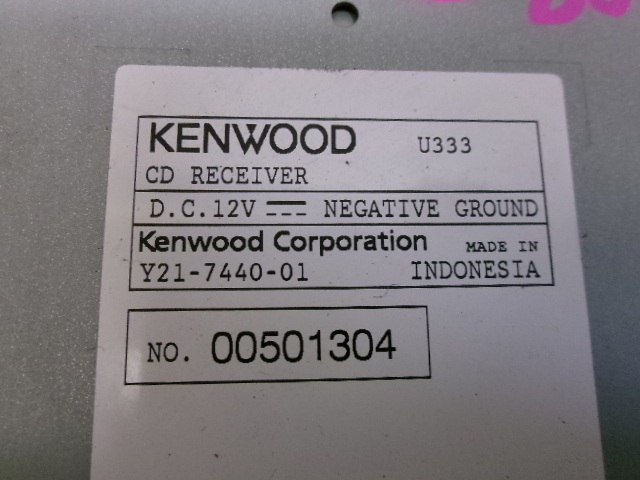 KENWOOD U333
CD RECEIVER
D.C.12V ⎓ NEGATIVE GROUND
Kenwood Corporation MADE IN
Y21-7440-01 INDONESIA
NO. 00501304